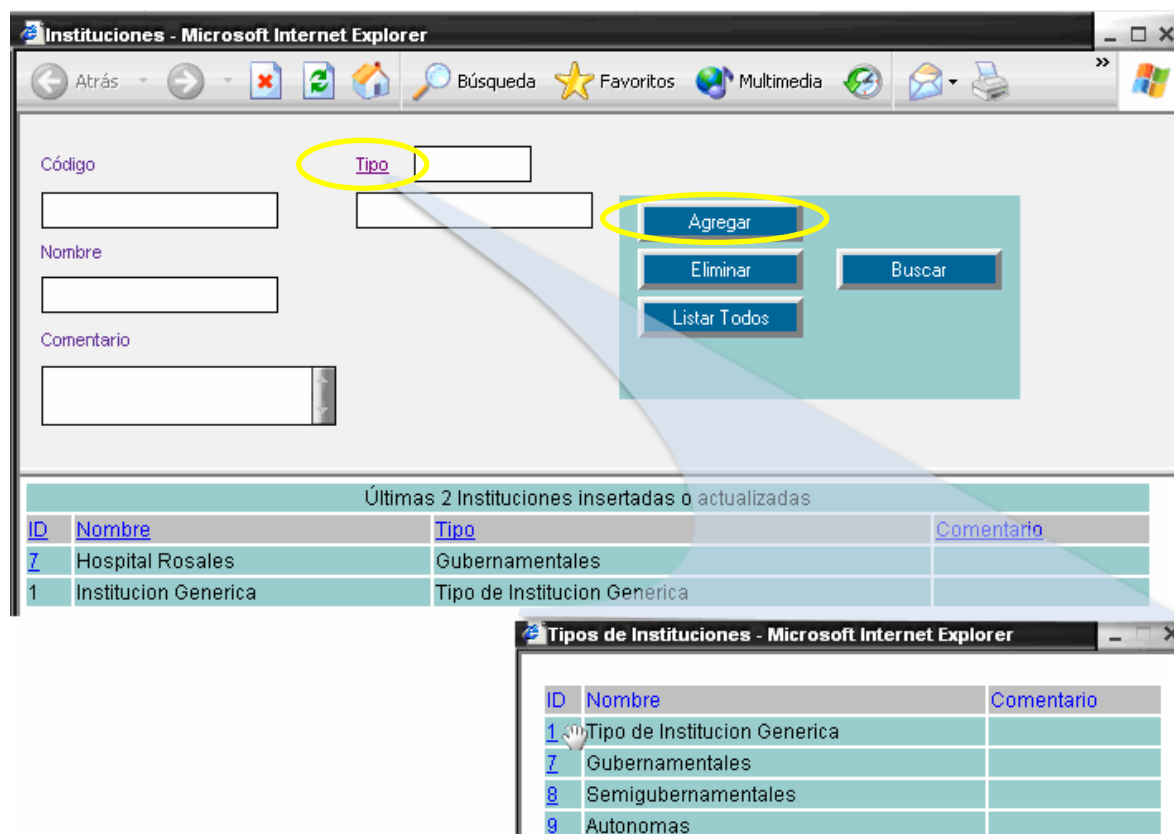 Instituciones - Microsoft Internet Explorer
Atrás Búsqueda Favoritos Multimedia »
Código Tipo
Agregar
Nombre
Eliminar Buscar
Listar Todos
Comentario
Últimas 2 Instituciones insertadas o actualizadas
ID Nombre Tipo Comentario
7 Hospital Rosales Gubernamentales
1 Institucion Generica Tipo de Institucion Generica
Tipos de Instituciones - Microsoft Internet Explorer
ID Nombre Comentario
1 Tipo de Institucion Generica
7 Gubernamentales
8 Semigubernamentales
9 Autonomas